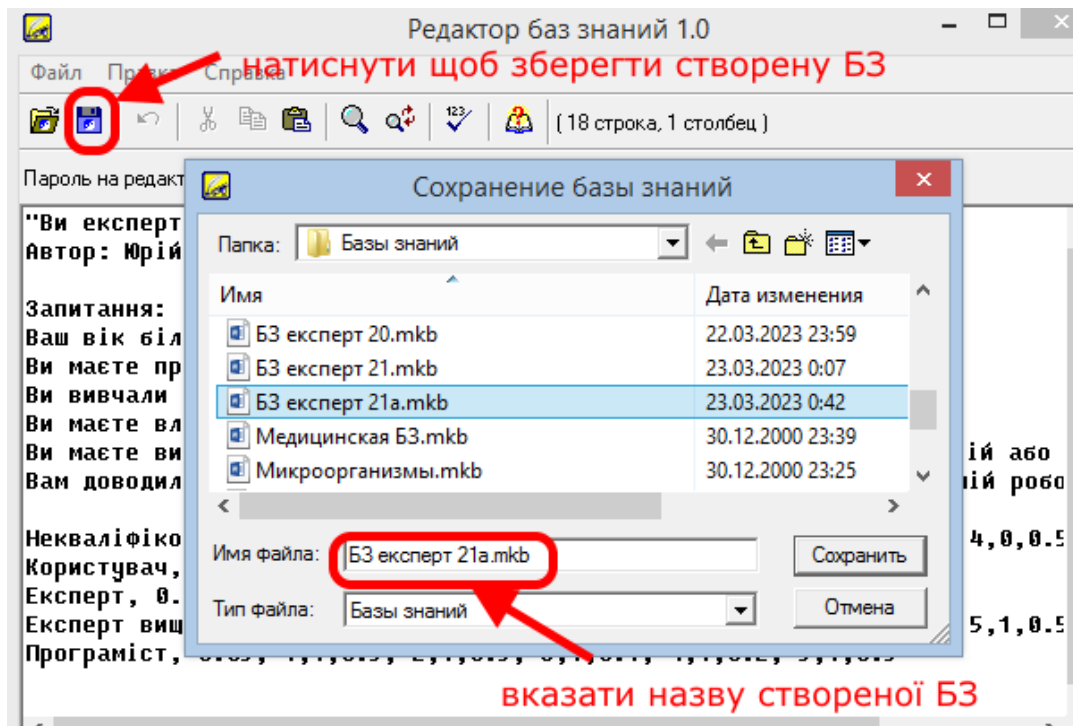 Редактор баз знаний 1.0
Файл Правка Справка
натиснути щоб зберегти створену БЗ
( 18 строка, 1 столбец )
Пароль на редакт
Сохранение базы знаний
"Ви експерт
Автор: Юрій
Папка: Базы знаний
Имя Дата изменения
Запитання:
БЗ експерт 20.mkb 22.03.2023 23:59
Ваш вік біл
БЗ експерт 21.mkb 23.03.2023 0:07
Ви маєте пр
Ви вивчали
БЗ експерт 21а.mkb 23.03.2023 0:42
Ви маєте вл
Медицинская БЗ.mkb 30.12.2000 23:39
Ви маєте ви ій або
Микроорганизмы.mkb 30.12.2000 23:25
Вам доводил ній робо
Некваліфіко 4,0,0.5
Имя файла: БЗ експерт 21а.mkb Сохранить
Користувач,
Експерт, 0.
Тип файла: Базы знаний Отмена
Експерт вищ 5,1,0.5
Програміст,
вказати назву створеної БЗ